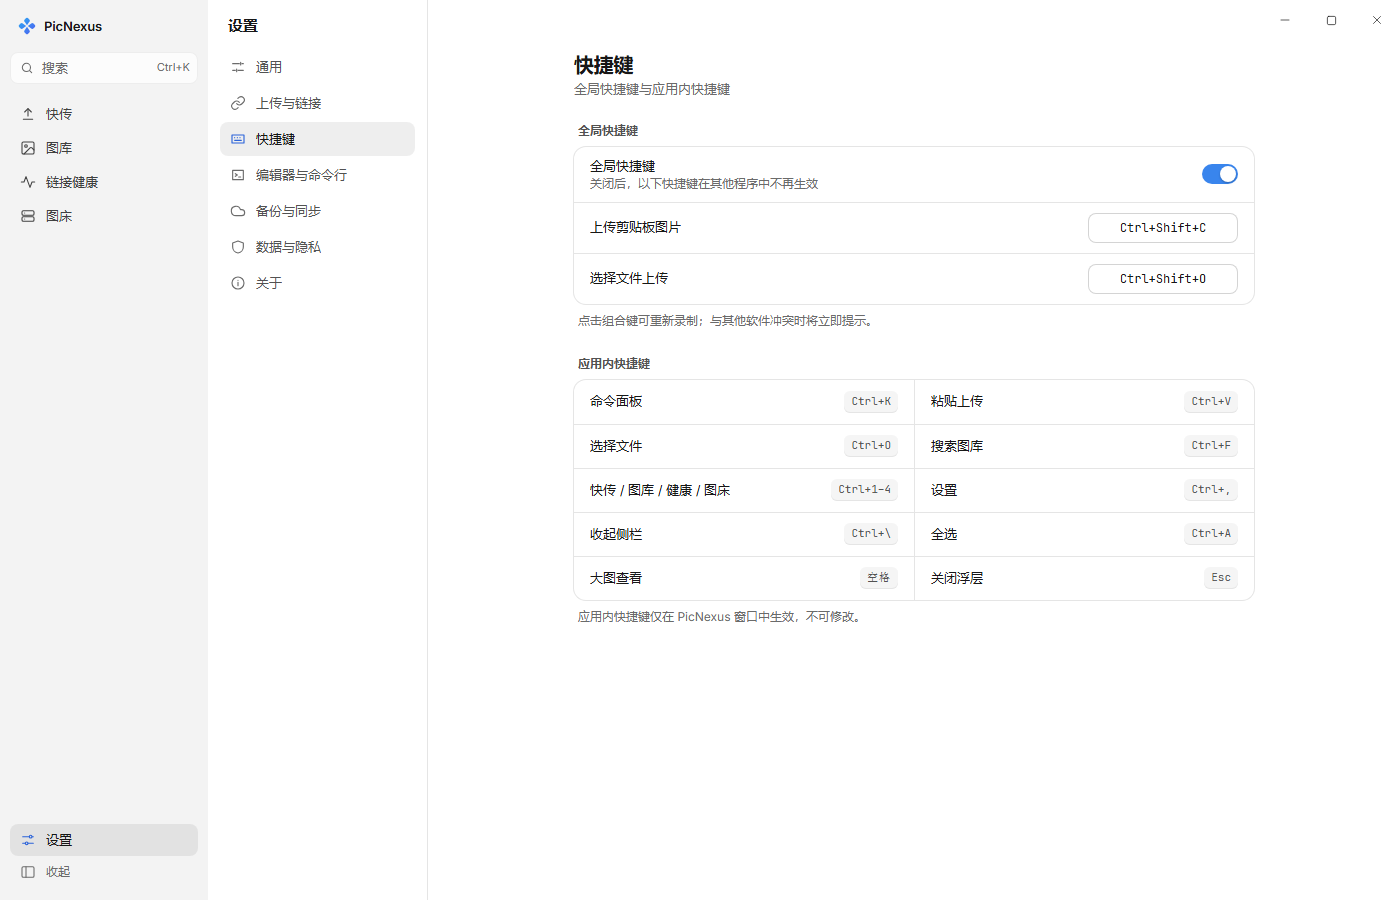 PicNexus
搜索 Ctrl+K
快传
图库
链接健康
图床
设置
收起
设置
通用
上传与链接
快捷键
编辑器与命令行
备份与同步
数据与隐私
关于
快捷键
全局快捷键与应用内快捷键
全局快捷键
全局快捷键
关闭后，以下快捷键在其他程序中不再生效
上传剪贴板图片 Ctrl+Shift+C
选择文件上传 Ctrl+Shift+O
点击组合键可重新录制；与其他软件冲突时将立即提示。
应用内快捷键
命令面板 Ctrl+K 粘贴上传 Ctrl+V
选择文件 Ctrl+O 搜索图库 Ctrl+F
快传 / 图库 / 健康 / 图床 Ctrl+1–4 设置 Ctrl+,
收起侧栏 Ctrl+\ 全选 Ctrl+A
大图查看 空格 关闭浮层 Esc
应用内快捷键仅在 PicNexus 窗口中生效，不可修改。